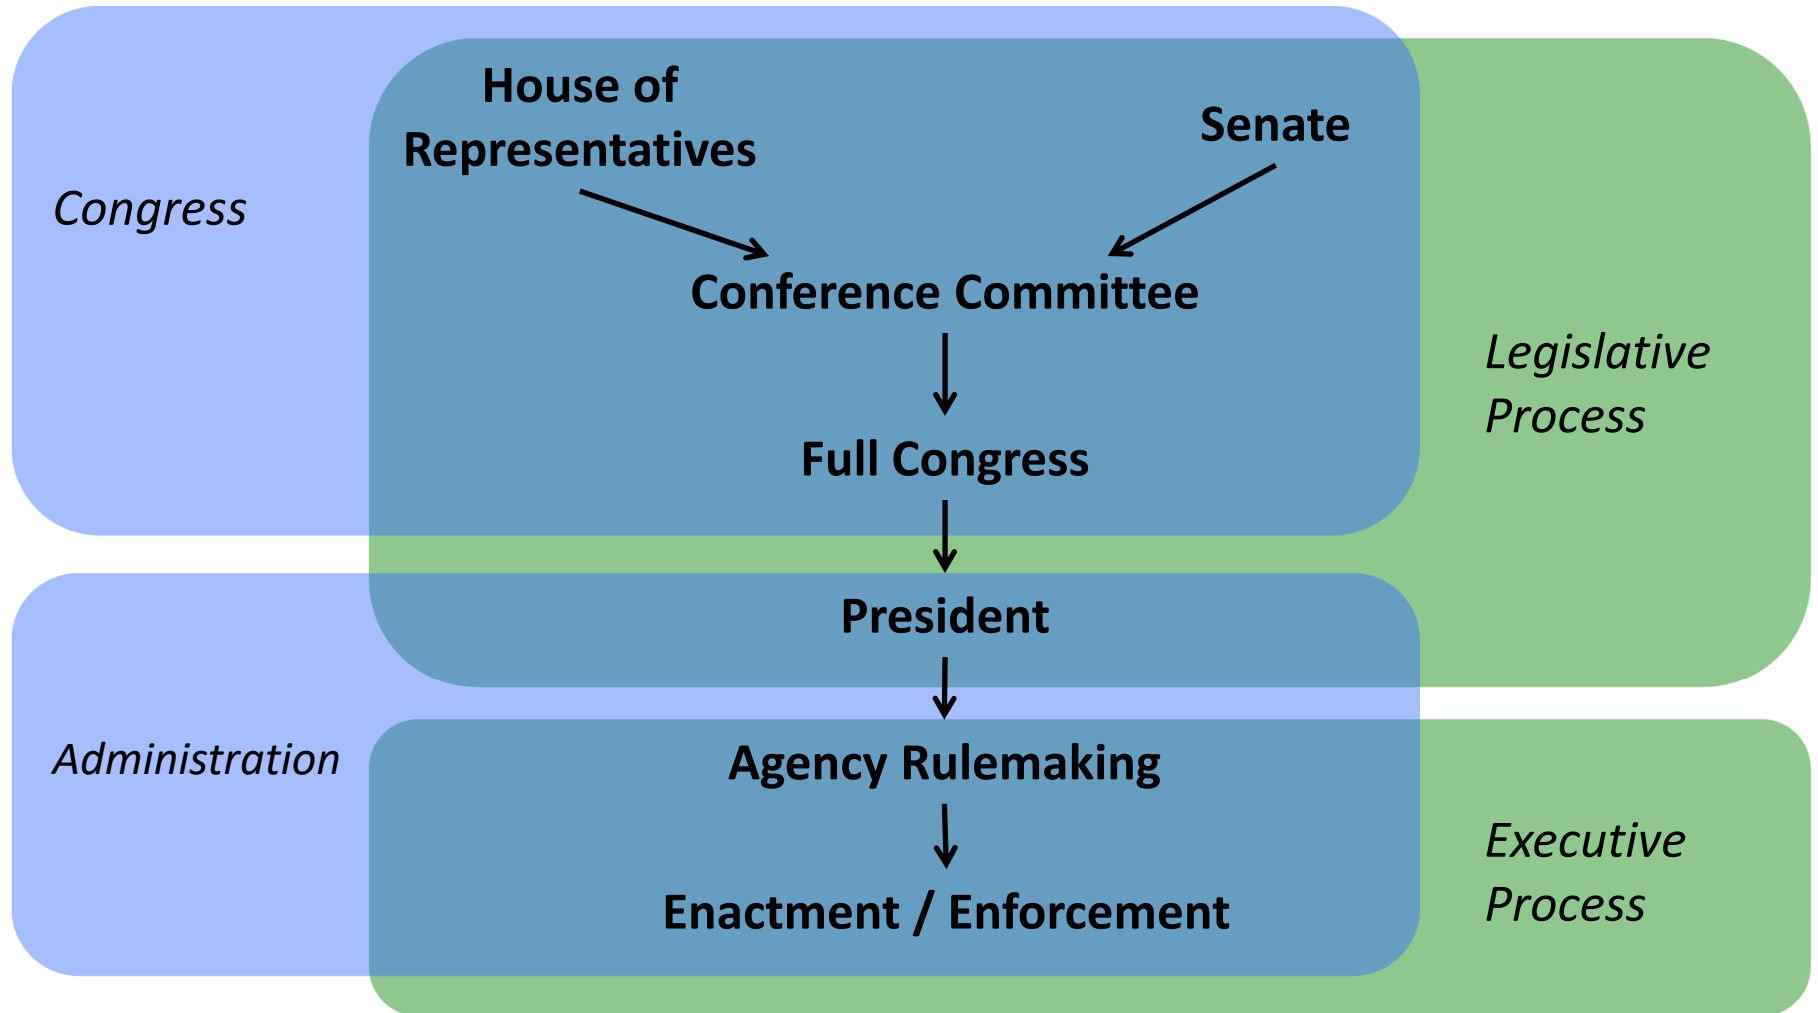 House of
Representatives
Senate
Congress
Conference Committee
Legislative
Process
Full Congress
President
Administration
Agency Rulemaking
Executive
Process
Enactment / Enforcement